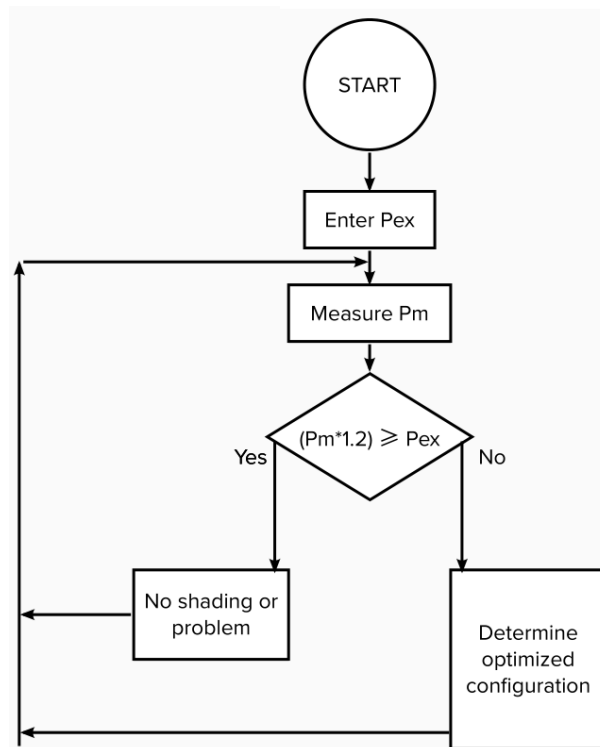 START
Enter Pex
Measure Pm
(Pm*1.2) ⩾ Pex
Yes
No
No shading or
problem
Determine
optimized
configuration